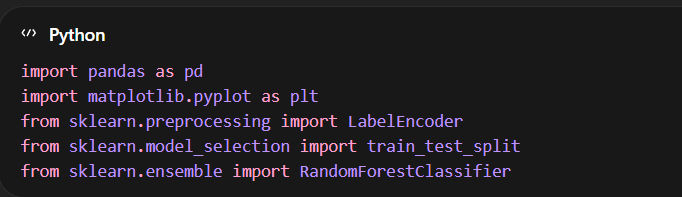 Python
import pandas as pd
import matplotlib.pyplot as plt
from sklearn.preprocessing import LabelEncoder
from sklearn.model_selection import train_test_split
from sklearn.ensemble import RandomForestClassifier